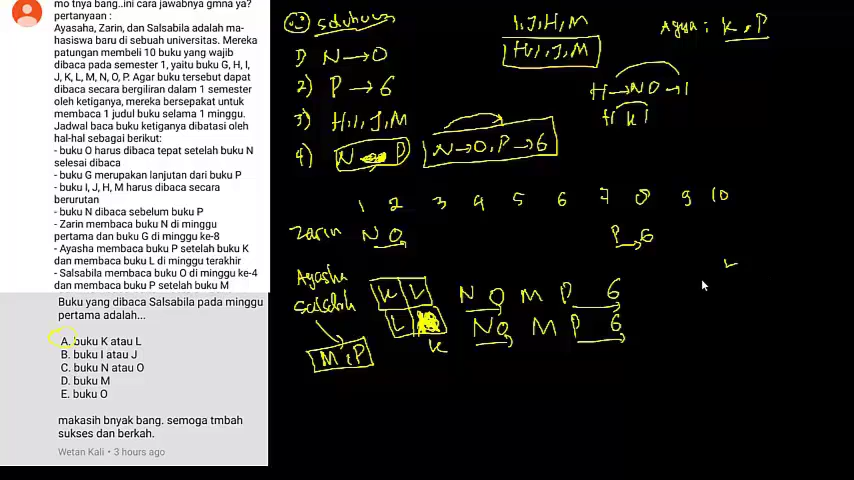 mo tnya bang..ini cara jawabnya gmna ya?
pertanyaan :
Ayasaha, Zarin, dan Salsabila adalah ma-
hasiswa baru di sebuah universitas. Mereka
patungan membeli 10 buku yang wajib
dibaca pada semester 1, yaitu buku G, H, I,
J, K, L, M, N, O, P. Agar buku tersebut dapat
dibaca secara bergiliran dalam 1 semester
oleh ketiganya, mereka bersepakat untuk
membaca 1 judul buku selama 1 minggu.
Jadwal baca buku ketiganya dibatasi oleh
hal-hal sebagai berikut:
- buku O harus dibaca tepat setelah buku N
selesai dibaca
- buku G merupakan lanjutan dari buku P
- buku I, J, H, M harus dibaca secara
berurutan
- buku N dibaca sebelum buku P
- Zarin membaca buku N di minggu
pertama dan buku G di minggu ke-8
- Ayasha membaca buku P setelah buku K
dan membaca buku L di minggu terakhir
- Salsabila membaca buku O di minggu ke-4
dan membaca buku P setelah buku M
Buku yang dibaca Salsabila pada minggu
pertama adalah...
A. buku K atau L
B. buku I atau J
C. buku N atau O
D. buku M
E. buku O
makasih bnyak bang. semoga tmbah
sukses dan berkah.
Wetan Kali • 3 hours ago
1) N → O
2) P → G
3) H, I, J, M
4) N P
N → O, P → G
I, J, H, M
H, I, J, M
K, P
H → N O → I
H K I
1 2 3 4 5 6 7 8 9 10
Zarin N O P G
Ayasha
L
K L N O M P G
L K N O M P G
M, P